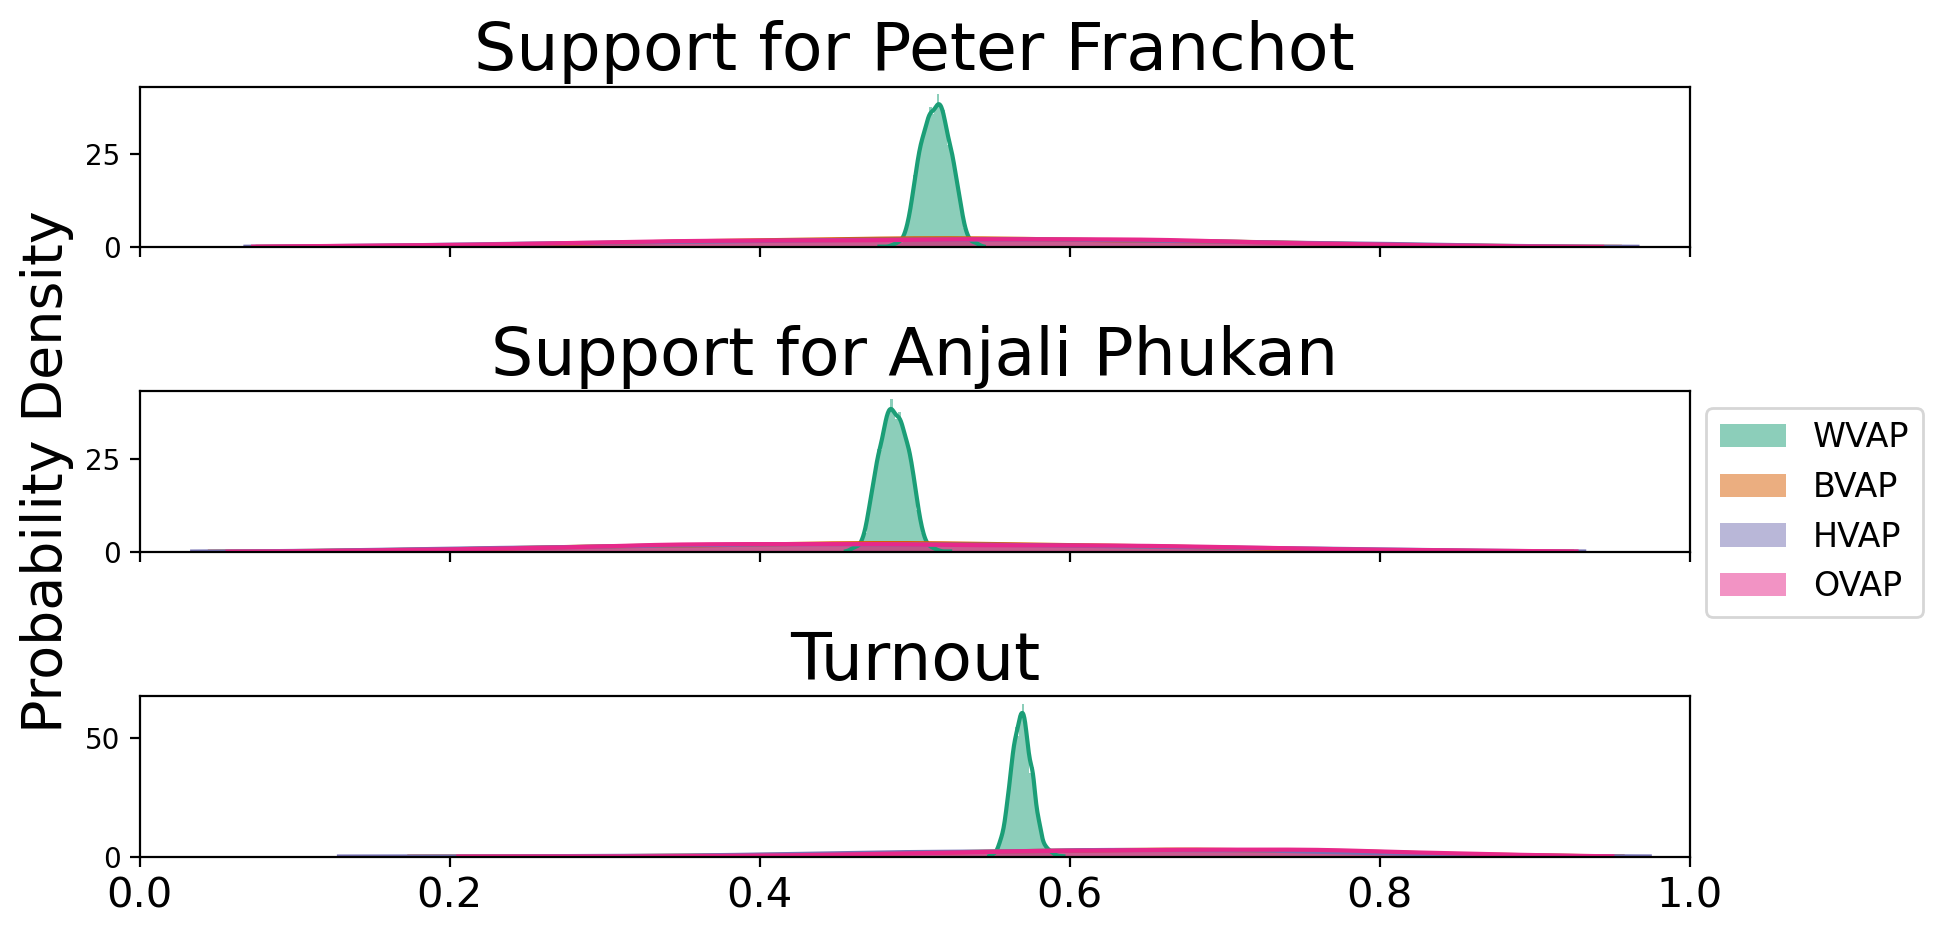 Support for Peter Franchot
25
0
Support for Anjali Phukan
25
0
Turnout
50
0
0.0 0.2 0.4 0.6 0.8 1.0
Probability Density
WVAP
BVAP
HVAP
OVAP